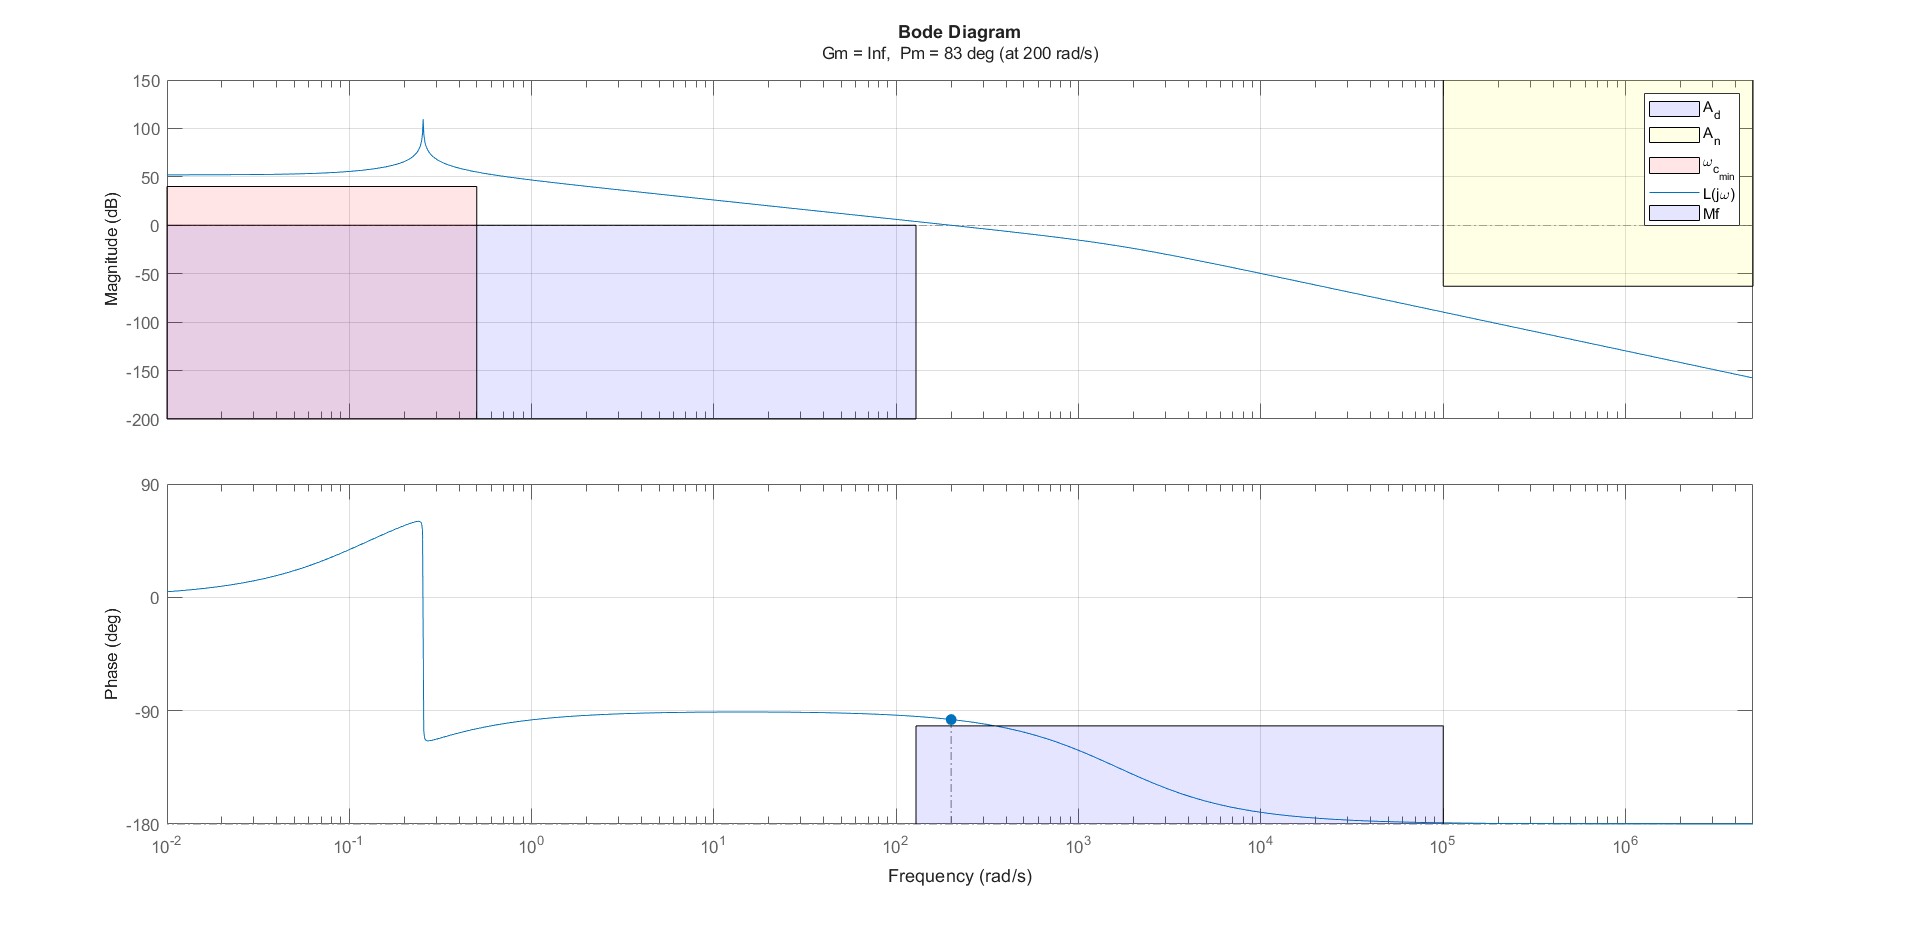 Bode Diagram
Gm = Inf,  Pm = 83 deg (at 200 rad/s)
Magnitude (dB)
150
100
50
0
-50
-100
-150
-200
A_d
A_n
ω_c_min
L(jω)
Mf
Phase (deg)
90
0
-90
-180
10^-2 10^-1 10^0 10^1 10^2 10^3 10^4 10^5 10^6
Frequency (rad/s)